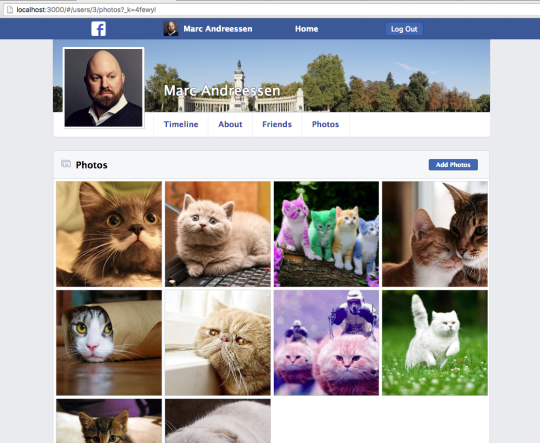 localhost:3000/#/users/3/photos?_k=4fewyl
f Marc Andreessen Home Log Out
Marc Andreessen
Timeline About Friends Photos
Photos Add Photos